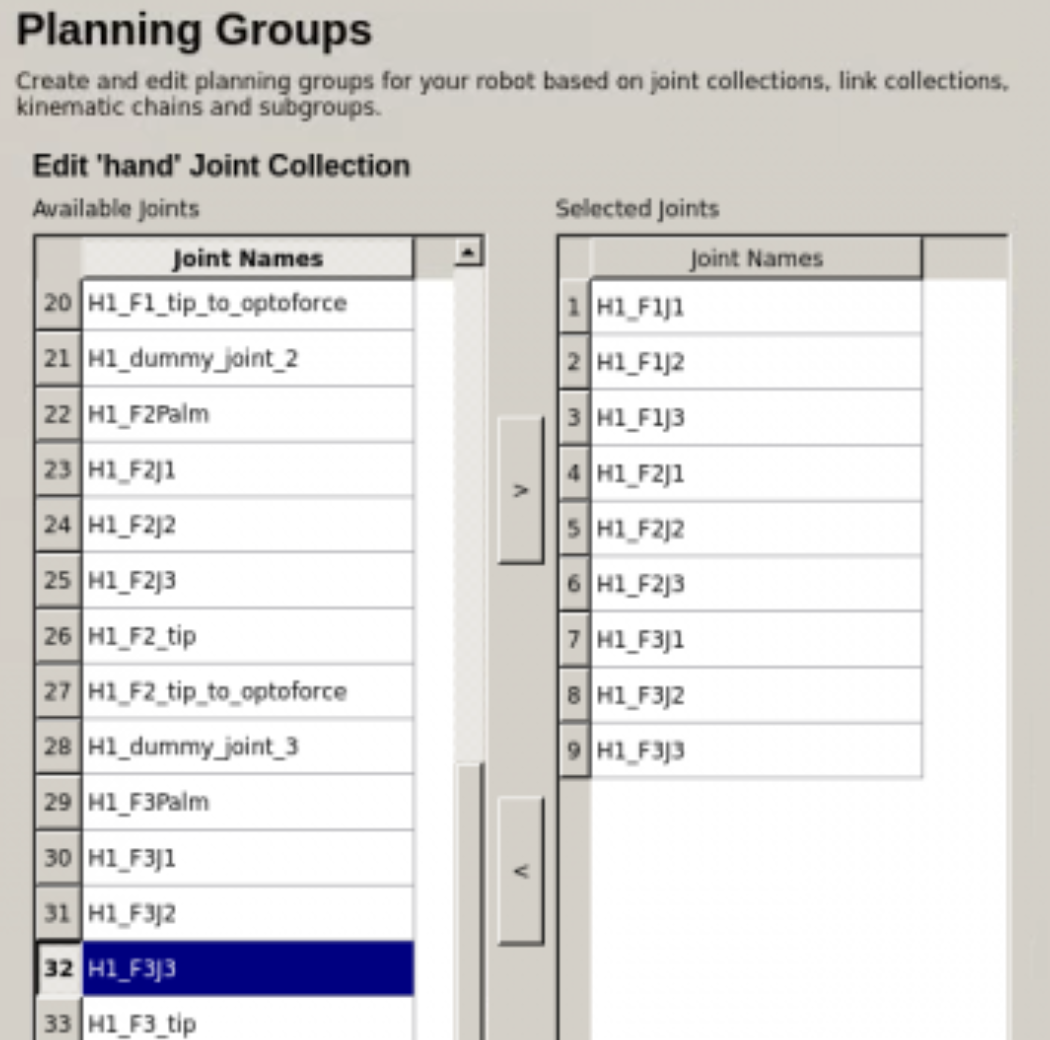 Planning Groups
Create and edit planning groups for your robot based on joint collections, link collections,
kinematic chains and subgroups.
Edit 'hand' Joint Collection
Available Joints
Joint Names
20 H1_F1_tip_to_optoforce
21 H1_dummy_joint_2
22 H1_F2Palm
23 H1_F2J1
24 H1_F2J2
25 H1_F2J3
26 H1_F2_tip
27 H1_F2_tip_to_optoforce
28 H1_dummy_joint_3
29 H1_F3Palm
30 H1_F3J1
31 H1_F3J2
32 H1_F3J3
33 H1_F3_tip
>
<
Selected Joints
Joint Names
1 H1_F1J1
2 H1_F1J2
3 H1_F1J3
4 H1_F2J1
5 H1_F2J2
6 H1_F2J3
7 H1_F3J1
8 H1_F3J2
9 H1_F3J3